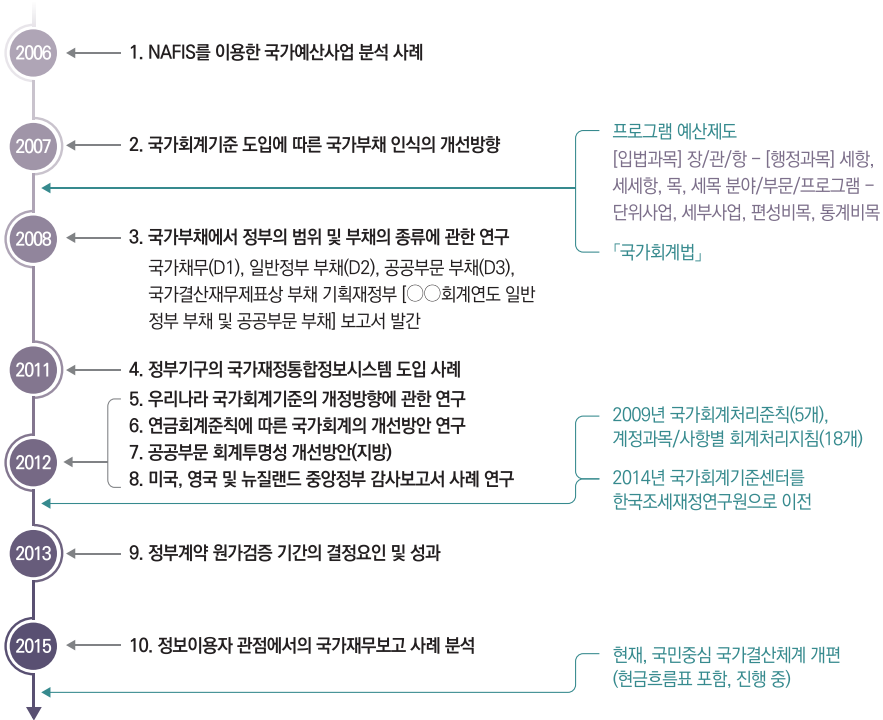 2006
1. NAFIS를 이용한 국가예산사업 분석 사례
2007
2. 국가회계기준 도입에 따른 국가부채 인식의 개선방향
프로그램 예산제도
[입법과목] 장/관/항 – [행정과목] 세항,
세세항, 목, 세목 분야/부문/프로그램 –
단위사업, 세부사업, 편성비목, 통계비목
「국가회계법」
2008
3. 국가부채에서 정부의 범위 및 부채의 종류에 관한 연구
국가채무(D1), 일반정부 부채(D2), 공공부문 부채(D3),
국가결산재무제표상 부채 기획재정부 [○○회계연도 일반
정부 부채 및 공공부문 부채] 보고서 발간
2011
4. 정부기구의 국가재정통합정보시스템 도입 사례
2012
5. 우리나라 국가회계기준의 개정방향에 관한 연구
6. 연금회계준칙에 따른 국가회계의 개선방안 연구
7. 공공부문 회계투명성 개선방안(지방)
8. 미국, 영국 및 뉴질랜드 중앙정부 감사보고서 사례 연구
2009년 국가회계처리준칙(5개),
계정과목/사항별 회계처리지침(18개)
2014년 국가회계기준센터를
한국조세재정연구원으로 이전
2013
9. 정부계약 원가검증 기간의 결정요인 및 성과
2015
10. 정보이용자 관점에서의 국가재무보고 사례 분석
현재, 국민중심 국가결산체계 개편
(현금흐름표 포함, 진행 중)